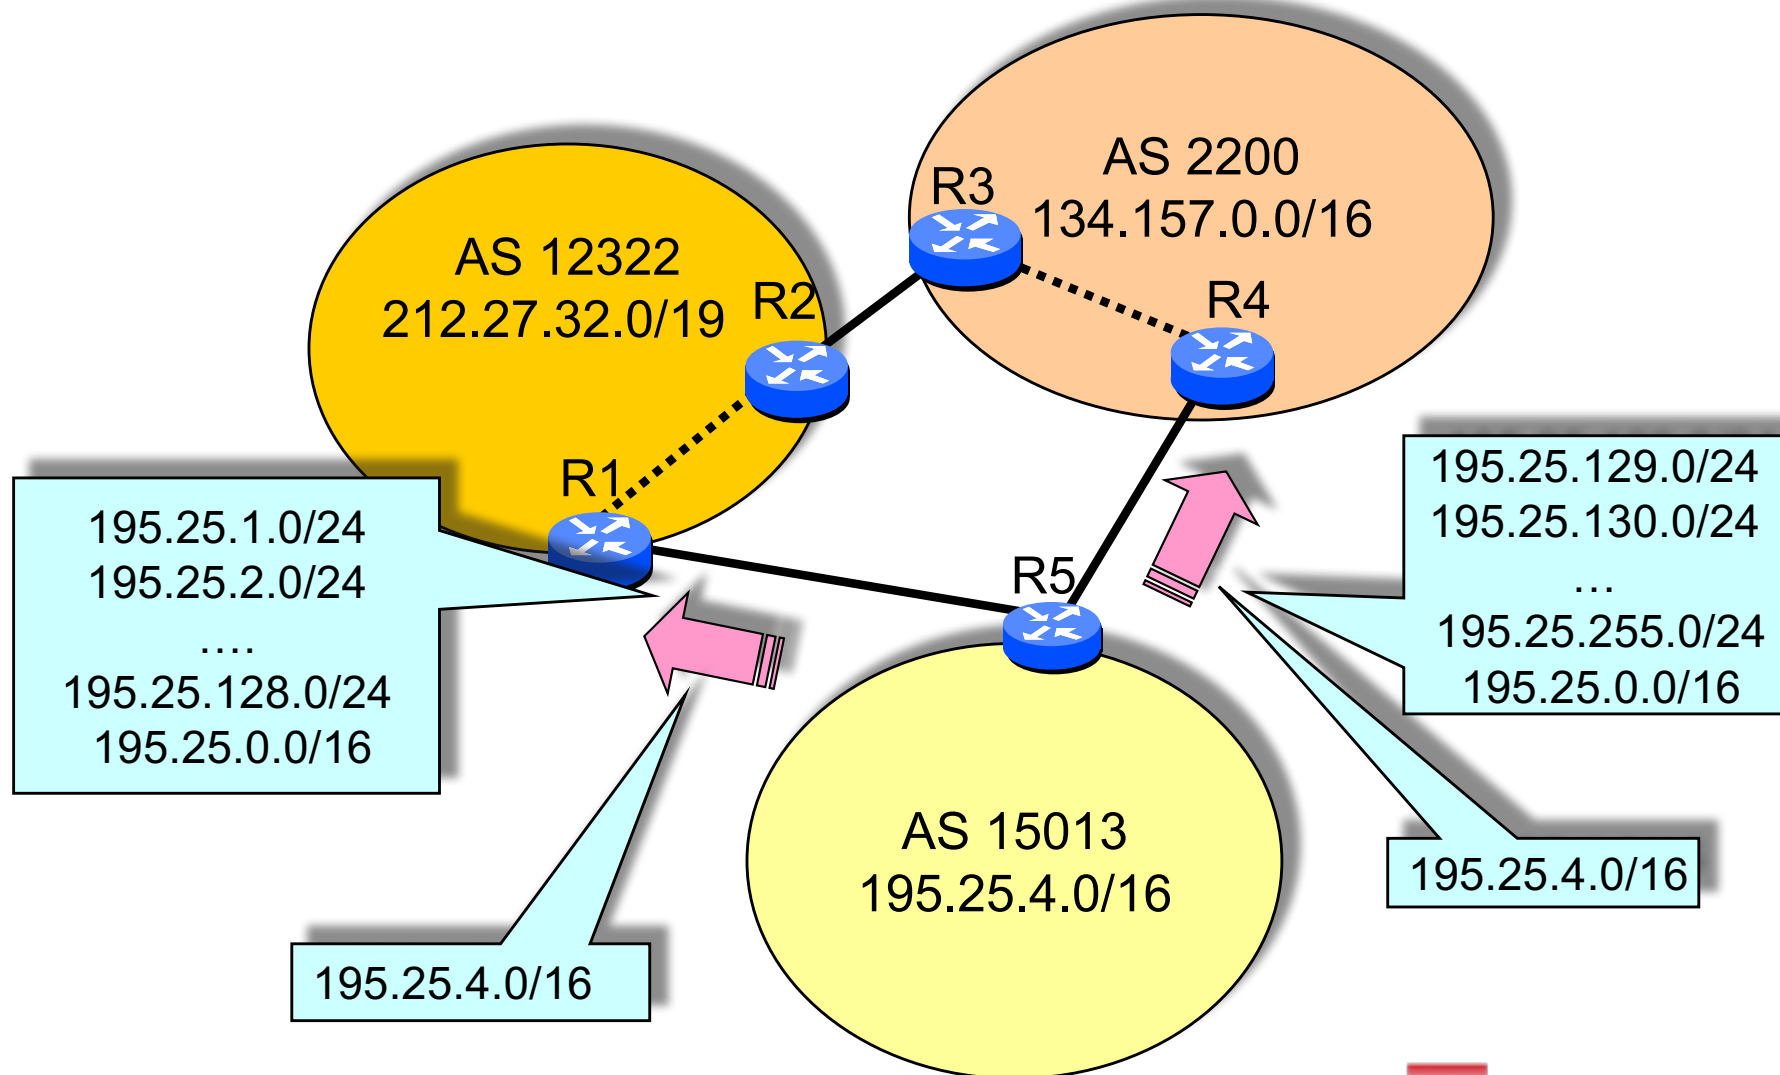 AS 2200
134.157.0.0/16
R3
R4
AS 12322
212.27.32.0/19
R2
R1
195.25.1.0/24
195.25.2.0/24
....
195.25.128.0/24
195.25.0.0/16
195.25.129.0/24
195.25.130.0/24
...
195.25.255.0/24
195.25.0.0/16
R5
AS 15013
195.25.4.0/16
195.25.4.0/16
195.25.4.0/16